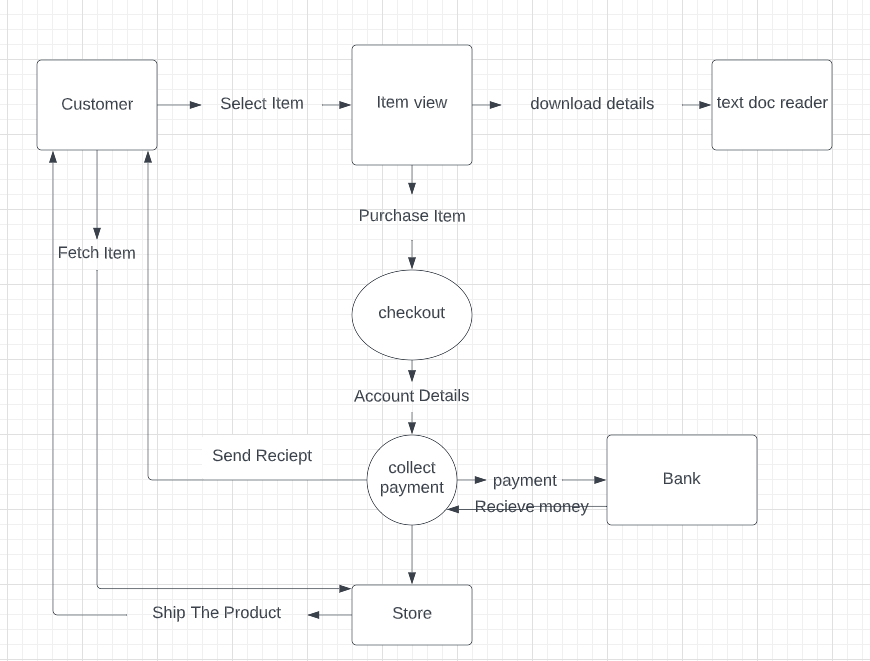 Customer
Select Item
Item view
download details
text doc reader
Purchase Item
Fetch Item
checkout
Account Details
Send Reciept
collect
payment
payment
Bank
Recieve money
Ship The Product
Store